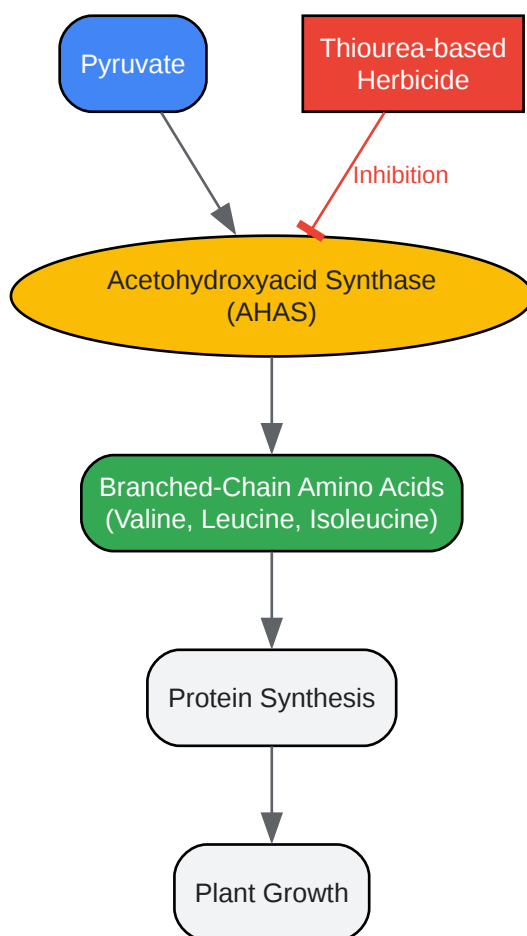 Pyruvate
Thiourea-based
Herbicide
Inhibition
Acetohydroxyacid Synthase
(AHAS)
Branched-Chain Amino Acids
(Valine, Leucine, Isoleucine)
Protein Synthesis
Plant Growth